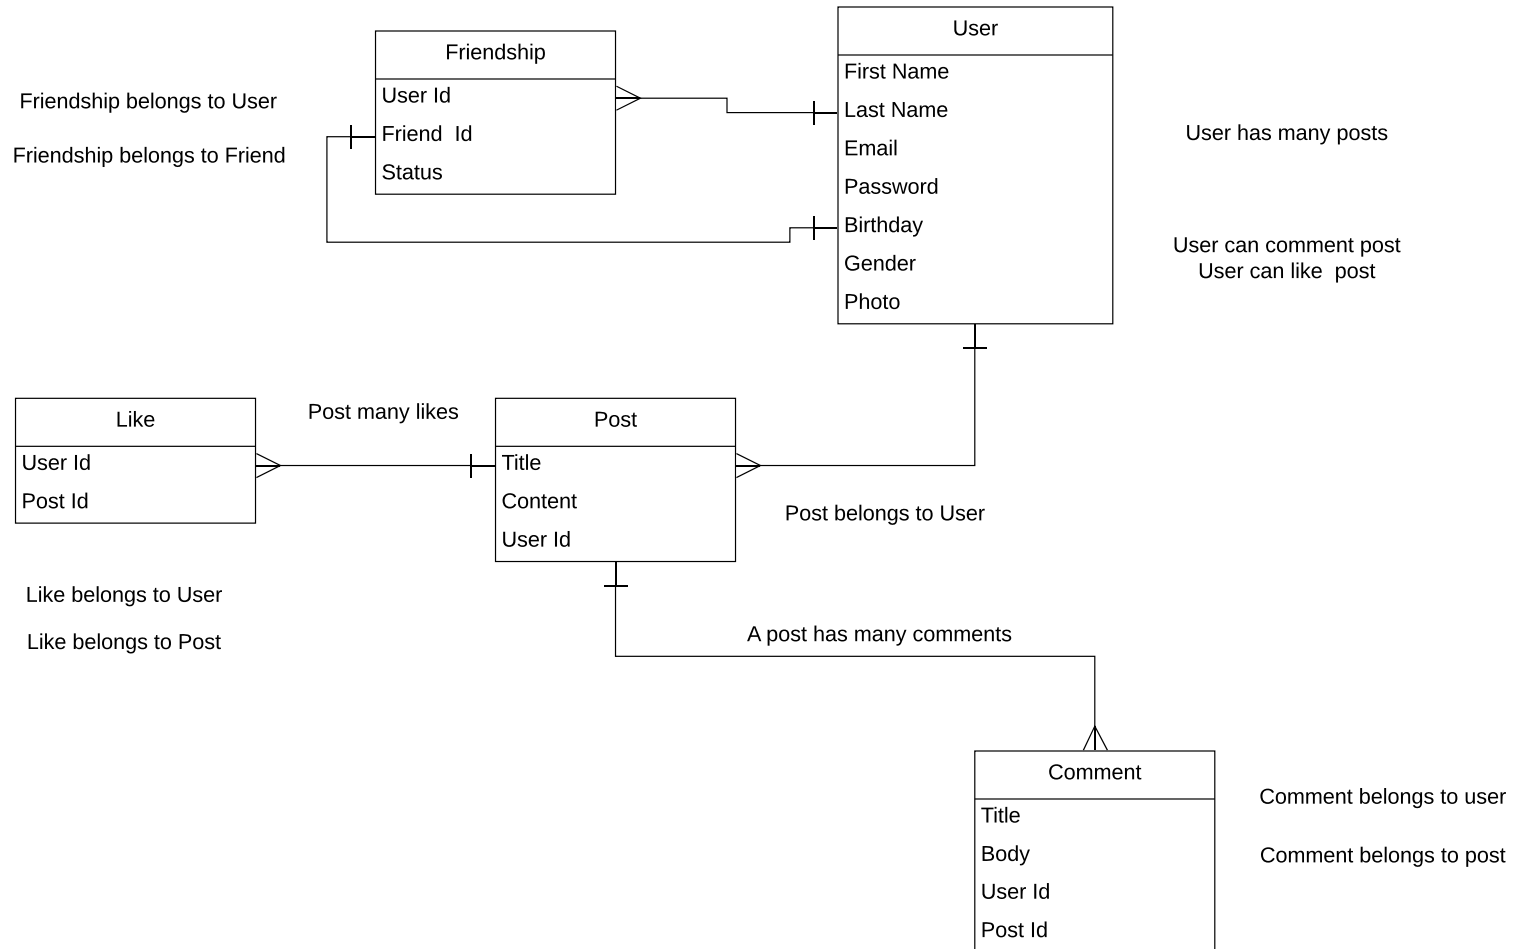 Friendship
User Id
Friend  Id
Status
Friendship belongs to User
Friendship belongs to Friend
User
First Name
Last Name
Email
Password
Birthday
Gender
Photo
User has many posts
User can comment post
User can like  post
Like
User Id
Post Id
Post many likes
Post
Title
Content
User Id
Post belongs to User
Like belongs to User
Like belongs to Post
A post has many comments
Comment
Title
Body
User Id
Post Id
Comment belongs to user
Comment belongs to post